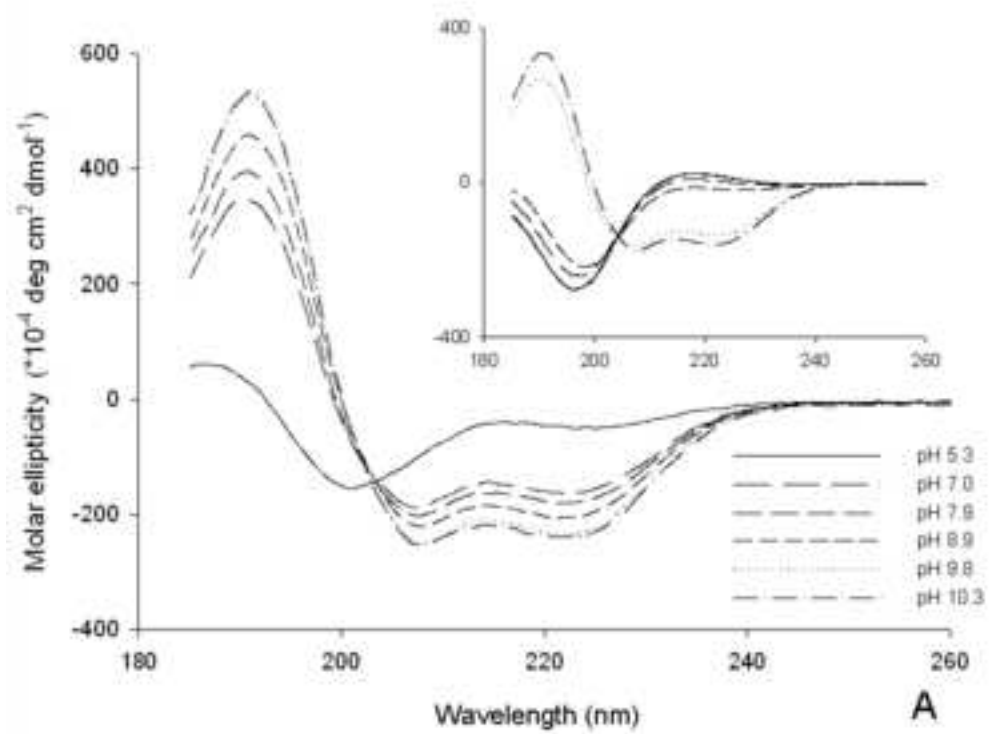 400
0
-400
180
200
220
240
260
600
400
200
0
-200
-400
180
200
220
240
260
Molar ellipticity (*10⁻⁴ deg cm² dmol⁻¹)
Wavelength (nm)
pH 5.3
pH 7.0
pH 7.9
pH 8.9
pH 9.8
pH 10.3
A